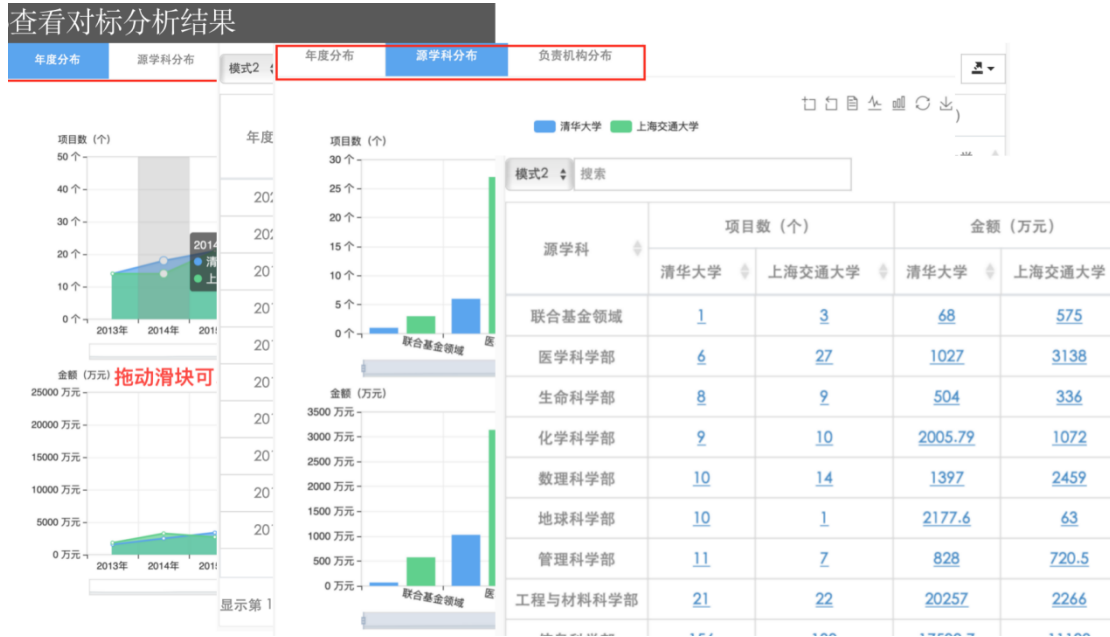 查看对标分析结果
年度分布 源学科分布
模式2
年度分布 源学科分布 负责机构分布
项目数（个）
50 个
40 个
30 个
20 个
10 个
0 个
2013年 2014年
2014
清
上
金额（万元）
拖动滑块可
25000 万元
20000 万元
15000 万元
10000 万元
5000 万元
0 万元
2013年 2014年
年度
显示第 1
清华大学 上海交通大学
项目数（个）
30 个
25 个
20 个
15 个
10 个
5 个
0 个
联合基金领域 医
金额（万元）
3500 万元
3000 万元
2500 万元
2000 万元
1500 万元
1000 万元
500 万元
0 万元
联合基金领域 医
模式2 搜索
源学科 项目数（个） 金额（万元）
清华大学 上海交通大学 清华大学 上海交通大学
联合基金领域 1 3 68 575
医学科学部 6 27 1027 3138
生命科学部 8 9 504 336
化学科学部 9 10 2005.79 1072
数理科学部 10 14 1397 2459
地球科学部 10 1 2177.6 63
管理科学部 11 7 828 720.5
工程与材料科学部 21 22 20257 2266